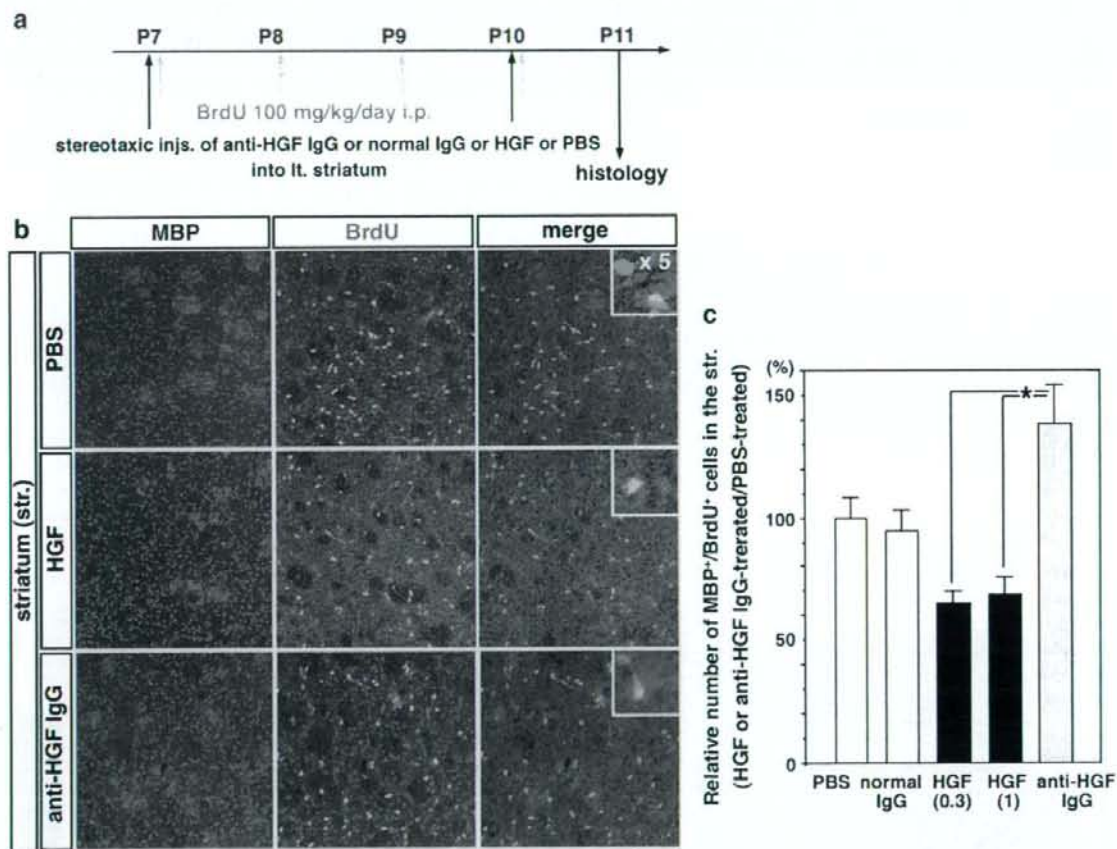 a
P7 P8 P9 P10 P11
BrdU 100 mg/kg/day i.p.
stereotaxic injs. of anti-HGF IgG or normal IgG or HGF or PBS
into lt. striatum
histology
b
MBP BrdU merge
x 5
striatum (str.)
PBS
HGF
anti-HGF IgG
c
Relative number of MBP⁺/BrdU⁺ cells in the str.
(HGF or anti-HGF IgG-trerated/PBS-treated)
(%)
150
100
50
0
*
PBS normal HGF HGF anti-HGF
IgG (0.3) (1) IgG